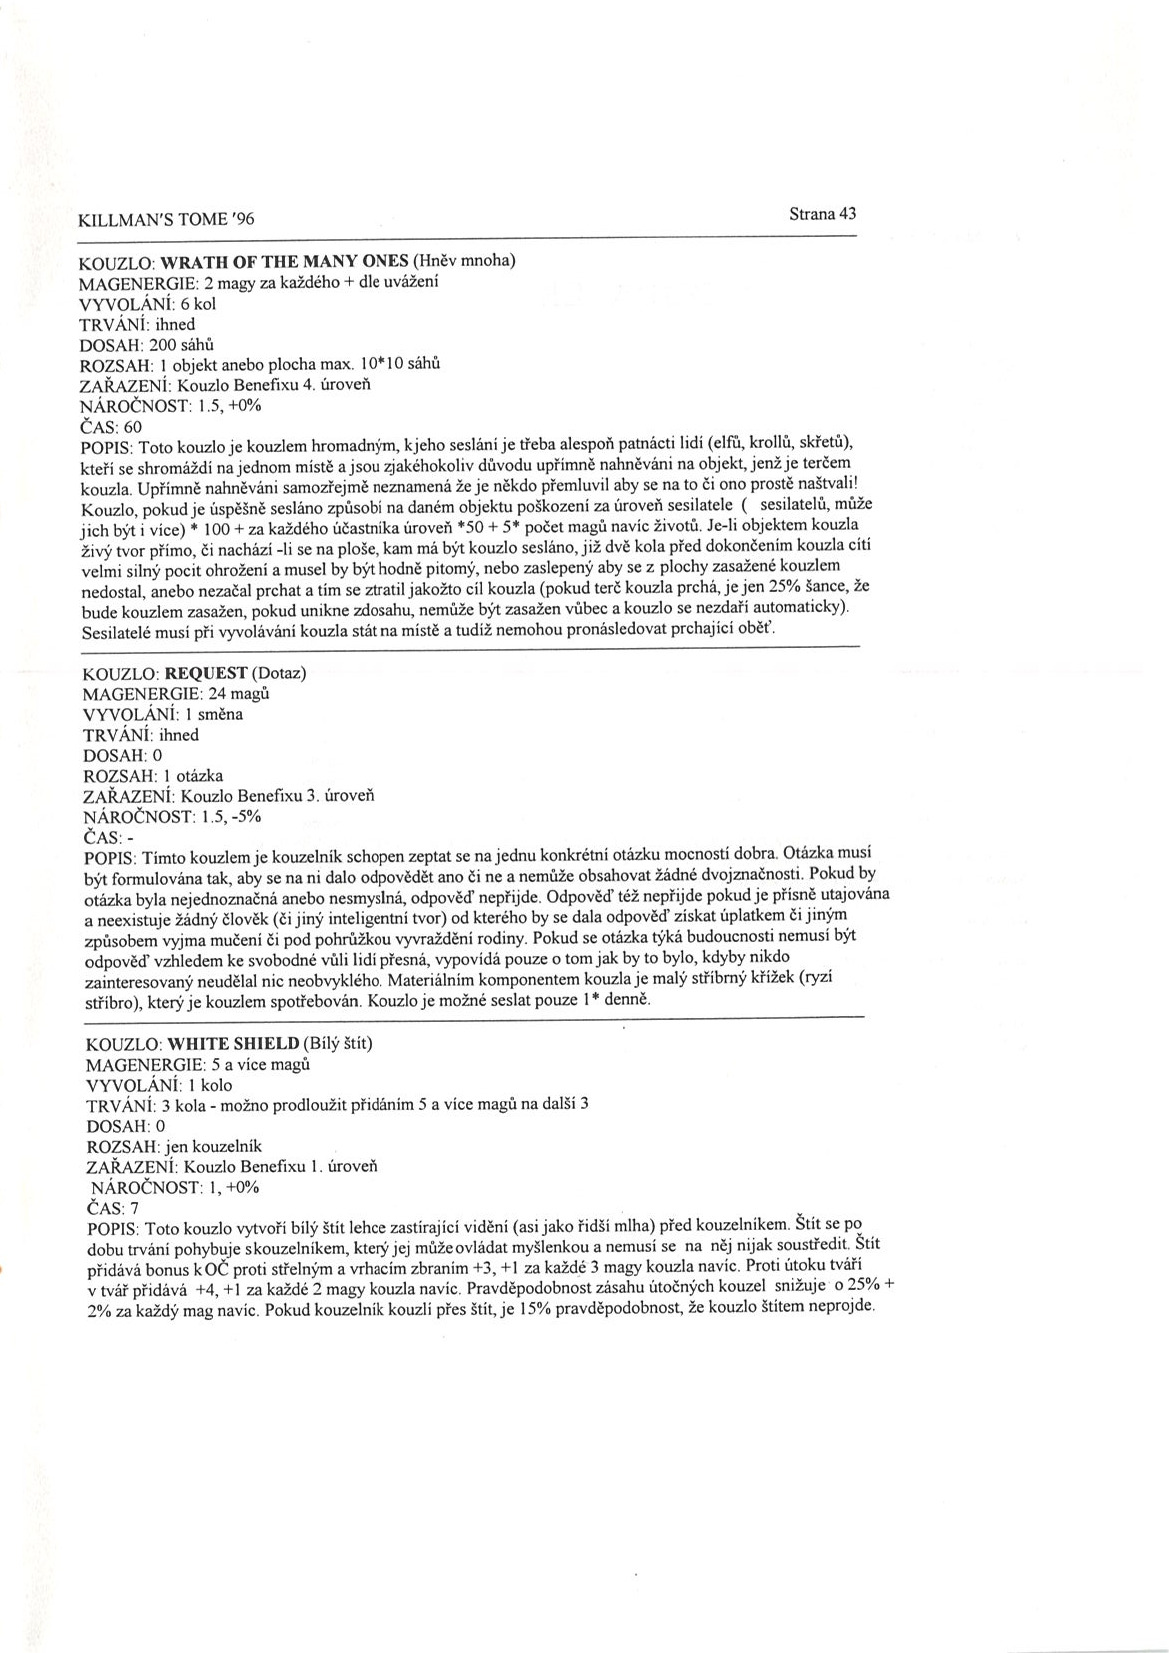 KILLMAN'S TOME '96
Strana 43
KOUZLO: WRATH OF THE MANY ONES (Hněv mnoha)
MAGENERGIE: 2 magy za každého + dle uvážení
VYVOLÁNÍ: 6 kol
TRVÁNÍ: ihned
DOSAH: 200 sáhů
ROZSAH: 1 objekt anebo plocha max. 10*10 sáhů
ZAŘAZENÍ: Kouzlo Benefixu 4. úroveň
NÁROČNOST: 1.5, +0%
ČAS: 60
POPIS: Toto kouzlo je kouzlem hromadným, kjeho seslání je třeba alespoň patnácti lidí (elfů, krollů, skřetů),
kteří se shromáždí na jednom místě a jsou zjakéhokoliv důvodu upřímně nahněváni na objekt, jenž je terčem
kouzla. Upřímně nahněváni samozřejmě neznamená že je někdo přemluvil aby se na to či ono prostě naštvali!
Kouzlo, pokud je úspěšně sesláno způsobí na daném objektu poškození za úroveň sesilatele ( sesilatelů, může
jich být i více) * 100 + za každého účastníka úroveň *50 + 5* počet magů navíc životů. Je-li objektem kouzla
živý tvor přímo, či nachází -li se na ploše, kam má být kouzlo sesláno, již dvě kola před dokončením kouzla cítí
velmi silný pocit ohrožení a musel by být hodně pitomý, nebo zaslepený aby se z plochy zasažené kouzlem
nedostal, anebo nezačal prchat a tím se ztratil jakožto cíl kouzla (pokud terč kouzla prchá, je jen 25% šance, že
bude kouzlem zasažen, pokud unikne zdosahu, nemůže být zasažen vůbec a kouzlo se nezdaří automaticky).
Sesilatelé musí při vyvolávání kouzla stát na místě a tudíž nemohou pronásledovat prchající oběť.
KOUZLO: REQUEST (Dotaz)
MAGENERGIE: 24 magů
VYVOLÁNÍ: 1 směna
TRVÁNÍ: ihned
DOSAH: 0
ROZSAH: 1 otázka
ZAŘAZENÍ: Kouzlo Benefixu 3. úroveň
NÁROČNOST: 1.5, -5%
ČAS: -
POPIS: Tímto kouzlem je kouzelník schopen zeptat se na jednu konkrétní otázku mocností dobra. Otázka musí
být formulována tak, aby se na ni dalo odpovědět ano či ne a nemůže obsahovat žádné dvojznačnosti. Pokud by
otázka byla nejednoznačná anebo nesmyslná, odpověď nepřijde. Odpověď též nepřijde pokud je přísně utajována
a neexistuje žádný člověk (či jiný inteligentní tvor) od kterého by se dala odpověď získat úplatkem či jiným
způsobem vyjma mučení či pod pohrůžkou vyvraždění rodiny. Pokud se otázka týká budoucnosti nemusí být
odpověď vzhledem ke svobodné vůli lidí přesná, vypovídá pouze o tom jak by to bylo, kdyby nikdo
zainteresovaný neudělal nic neobvyklého. Materiálním komponentem kouzla je malý stříbrný křížek (ryzí
stříbro), který je kouzlem spotřebován. Kouzlo je možné seslat pouze 1* denně.
KOUZLO: WHITE SHIELD (Bílý štít)
MAGENERGIE: 5 a více magů
VYVOLÁNÍ: 1 kolo
TRVÁNÍ: 3 kola - možno prodloužit přidáním 5 a více magů na další 3
DOSAH: 0
ROZSAH: jen kouzelník
ZAŘAZENÍ: Kouzlo Benefixu 1. úroveň
NÁROČNOST: 1, +0%
ČAS: 7
POPIS: Toto kouzlo vytvoří bílý štít lehce zastírající vidění (asi jako řidší mlha) před kouzelníkem. Štít se po
dobu trvání pohybuje skouzelníkem, který jej může ovládat myšlenkou a nemusí se na něj nijak soustředit. Štít
přidává bonus k OČ proti střelným a vrhacím zbraním +3, +1 za každé 3 magy kouzla navíc. Proti útoku tváří
v tvář přidává +4, +1 za každé 2 magy kouzla navíc. Pravděpodobnost zásahu útočných kouzel snižuje o 25% +
2% za každý mag navíc. Pokud kouzelník kouzlí přes štít, je 15% pravděpodobnost, že kouzlo štítem neprojde.